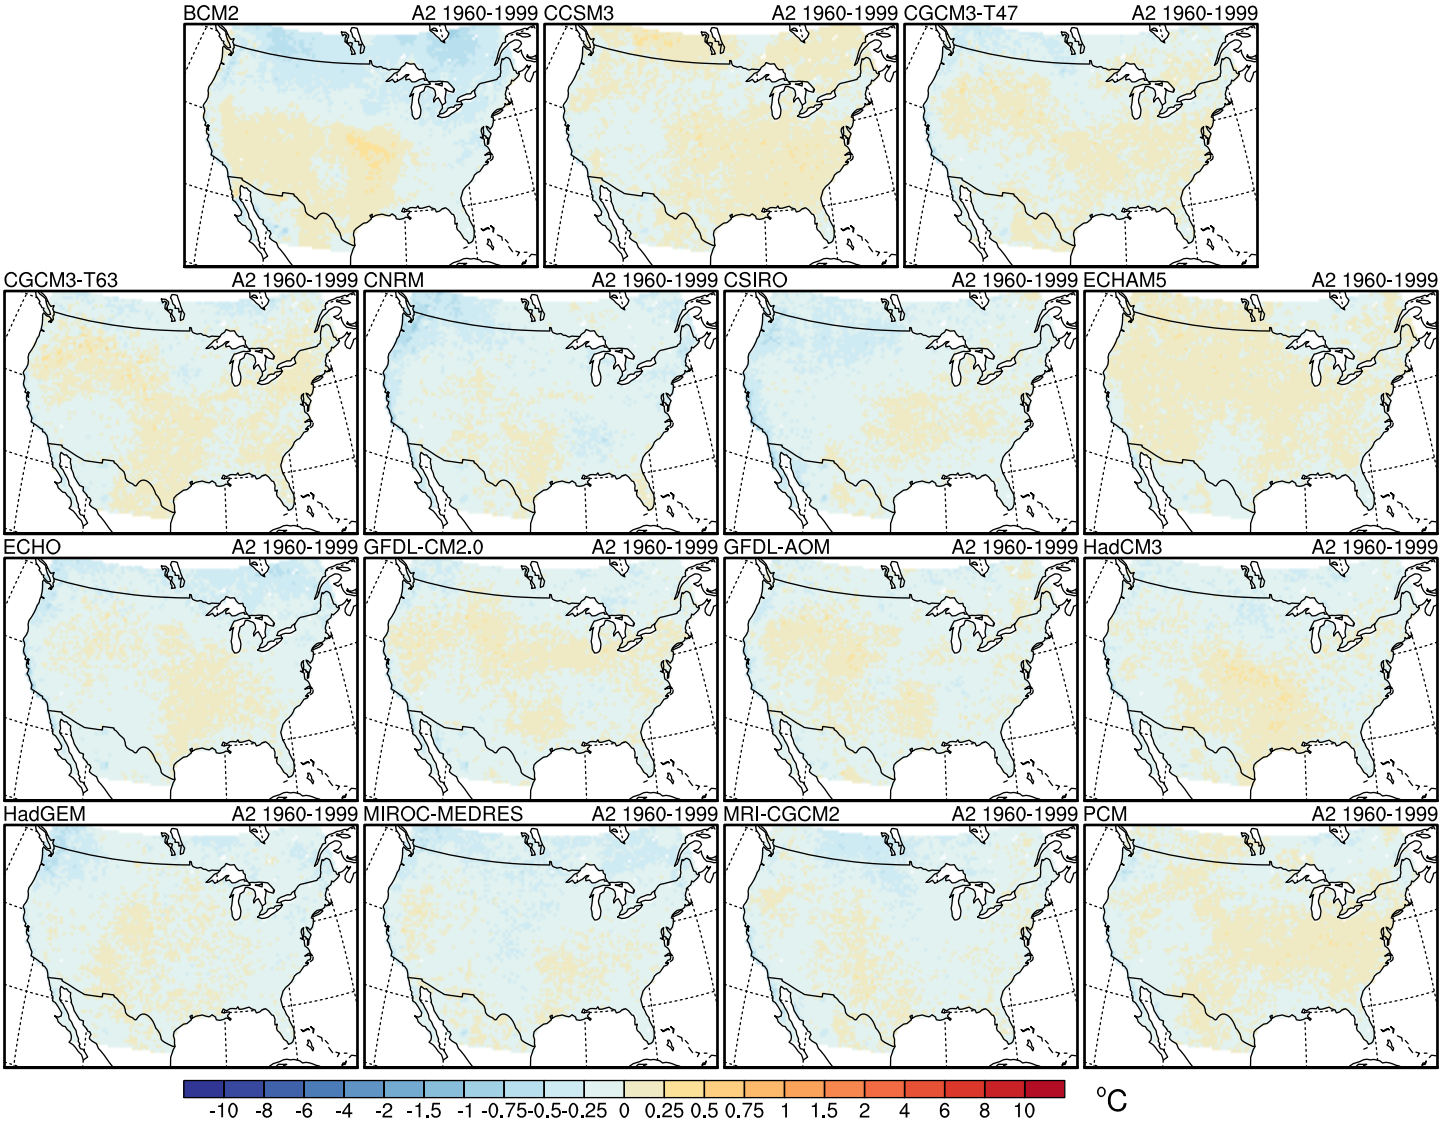 BCM2 A2 1960-1999 CCSM3 A2 1960-1999 CGCM3-T47 A2 1960-1999
CGCM3-T63 A2 1960-1999 CNRM A2 1960-1999 CSIRO A2 1960-1999 ECHAM5 A2 1960-1999
ECHO A2 1960-1999 GFDL-CM2.0 A2 1960-1999 GFDL-AOM A2 1960-1999 HadCM3 A2 1960-1999
HadGEM A2 1960-1999 MIROC-MEDRES A2 1960-1999 MRI-CGCM2 A2 1960-1999 PCM A2 1960-1999
-10 -8 -6 -4 -2 -1.5 -1 -0.75 -0.5 -0.25 0 0.25 0.5 0.75 1 1.5 2 4 6 8 10 °C